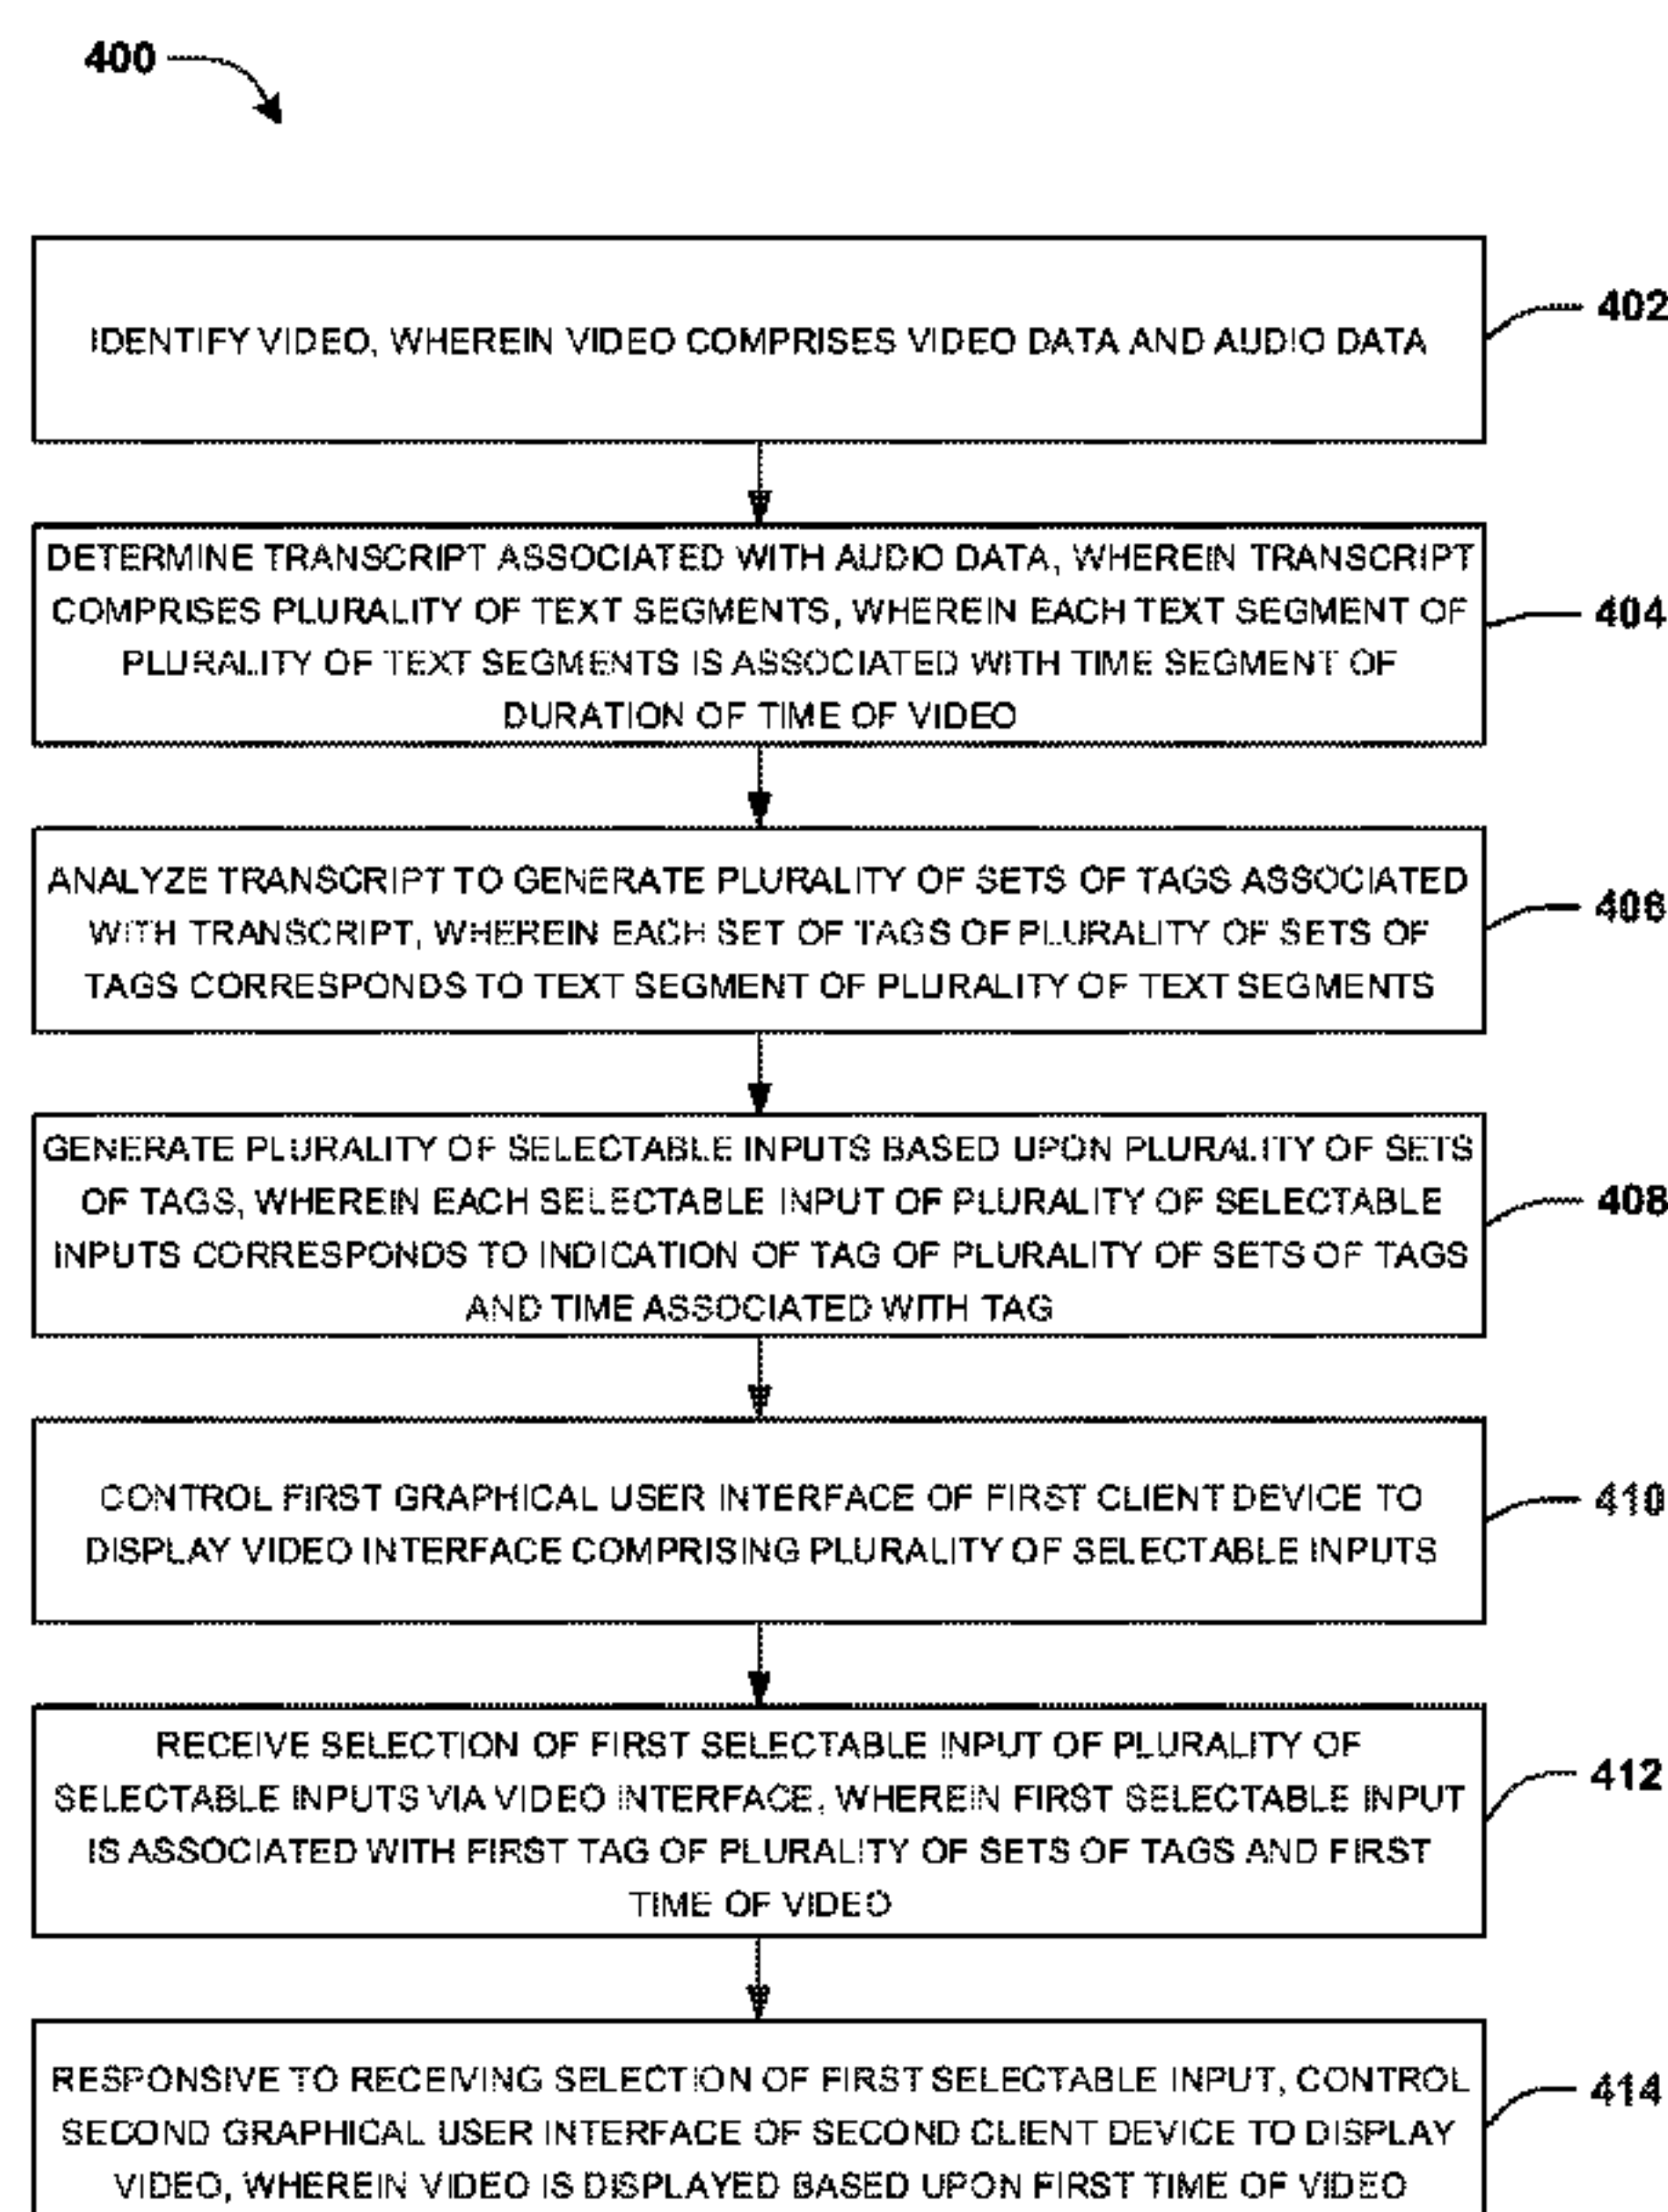 400
IDENTIFY VIDEO, WHEREIN VIDEO COMPRISES VIDEO DATA AND AUDIO DATA
402
DETERMINE TRANSCRIPT ASSOCIATED WITH AUDIO DATA, WHEREIN TRANSCRIPT
COMPRISES PLURALITY OF TEXT SEGMENTS, WHEREIN EACH TEXT SEGMENT OF
PLURALITY OF TEXT SEGMENTS IS ASSOCIATED WITH TIME SEGMENT OF
DURATION OF TIME OF VIDEO
404
ANALYZE TRANSCRIPT TO GENERATE PLURALITY OF SETS OF TAGS ASSOCIATED
WITH TRANSCRIPT, WHEREIN EACH SET OF TAGS OF PLURALITY OF SETS OF
TAGS CORRESPONDS TO TEXT SEGMENT OF PLURALITY OF TEXT SEGMENTS
406
GENERATE PLURALITY OF SELECTABLE INPUTS BASED UPON PLURALITY OF SETS
OF TAGS, WHEREIN EACH SELECTABLE INPUT OF PLURALITY OF SELECTABLE
INPUTS CORRESPONDS TO INDICATION OF TAG OF PLURALITY OF SETS OF TAGS
AND TIME ASSOCIATED WITH TAG
408
CONTROL FIRST GRAPHICAL USER INTERFACE OF FIRST CLIENT DEVICE TO
DISPLAY VIDEO INTERFACE COMPRISING PLURALITY OF SELECTABLE INPUTS
410
RECEIVE SELECTION OF FIRST SELECTABLE INPUT OF PLURALITY OF
SELECTABLE INPUTS VIA VIDEO INTERFACE, WHEREIN FIRST SELECTABLE INPUT
IS ASSOCIATED WITH FIRST TAG OF PLURALITY OF SETS OF TAGS AND FIRST
TIME OF VIDEO
412
RESPONSIVE TO RECEIVING SELECTION OF FIRST SELECTABLE INPUT, CONTROL
SECOND GRAPHICAL USER INTERFACE OF SECOND CLIENT DEVICE TO DISPLAY
VIDEO, WHEREIN VIDEO IS DISPLAYED BASED UPON FIRST TIME OF VIDEO
414